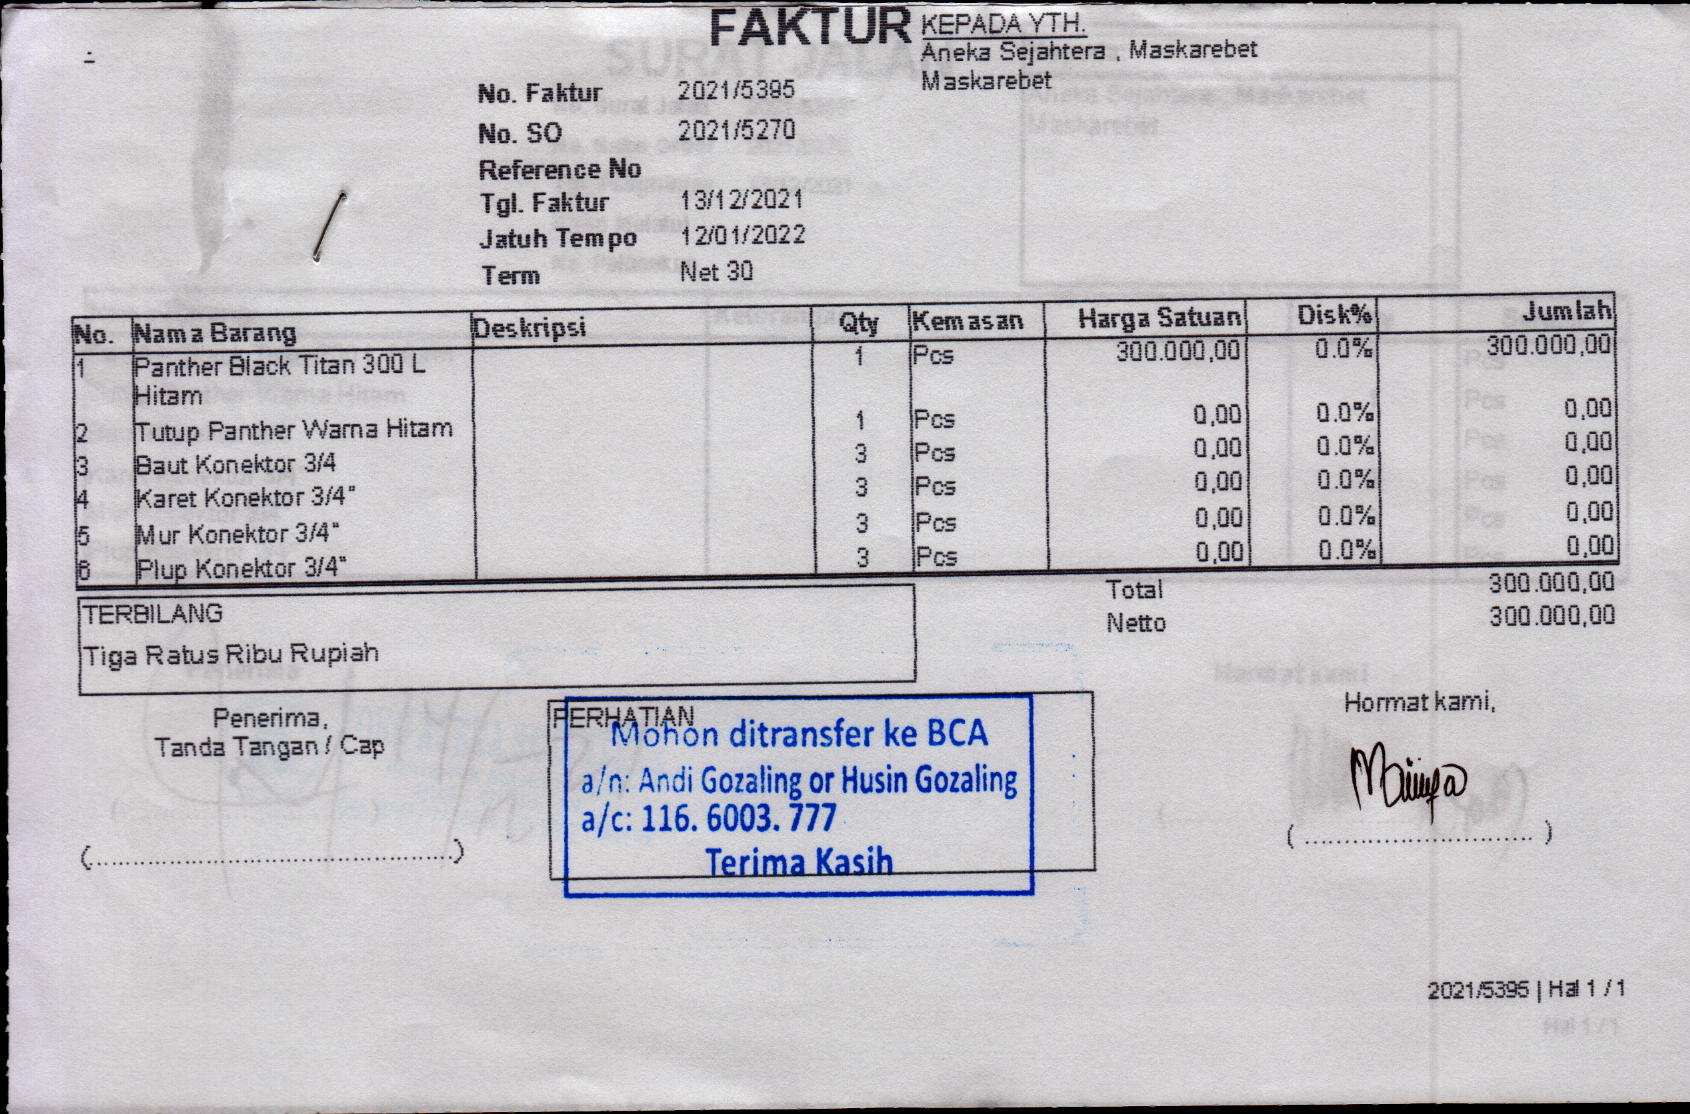 FAKTUR
KEPADA YTH.
Aneka Sejahtera , Maskarebet
Maskarebet
No. Faktur 2021/5395
No. SO 2021/5270
Reference No
Tgl. Faktur 13/12/2021
Jatuh Tempo 12/01/2022
Term Net 30
No. Nama Barang Deskripsi Qty Kemasan Harga Satuan Disk% Jumlah
1 Panther Black Titan 300 L 1 Pcs 300.000,00 0.0% 300.000,00
Hitam
2 Tutup Panther Warna Hitam 1 Pcs 0,00 0.0% 0,00
3 Baut Konektor 3/4 3 Pcs 0,00 0.0% 0,00
4 Karet Konektor 3/4" 3 Pcs 0,00 0.0% 0,00
5 Mur Konektor 3/4" 3 Pcs 0,00 0.0% 0,00
6 Plup Konektor 3/4" 3 Pcs 0,00 0.0% 0,00
Total 300.000,00
Netto 300.000,00
TERBILANG
Tiga Ratus Ribu Rupiah
Penerima,
Tanda Tangan / Cap
(.................................................)
PERHATIAN
Mohon ditransfer ke BCA
a/n: Andi Gozaling or Husin Gozaling
a/c: 116. 6003. 777
Terima Kasih
Hormat kami,
( ............................... )
2021/5395 | Hal 1 / 1